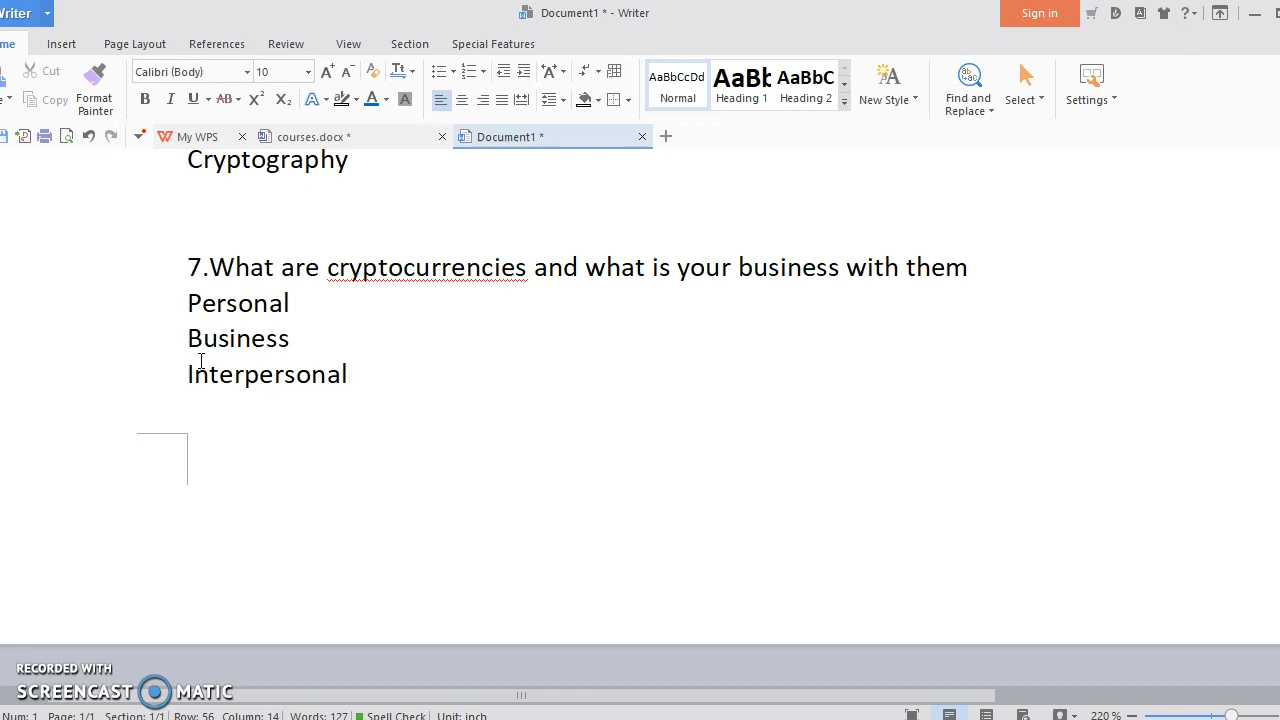 Writer
Document1 * - Writer
Sign in
Insert
Page Layout
References
Review
View
Section
Special Features
Cut
Copy
Format
Painter
Calibri (Body)
10
AaBbCcDd
Normal
Heading 1
AaBbC
Heading 2
New Style
Find and
Replace
Select
Settings
My WPS
courses.docx *
Document1 *
Cryptography
7.What are cryptocurrencies and what is your business with them
Personal
Business
Interpersonal
RECORDED WITH
SCREENCAST MATIC
Num: 1 Page: 1/1 Section: 1/1 Row: 56 Column: 14 Words: 127 Spell Check Unit: inch
220 %